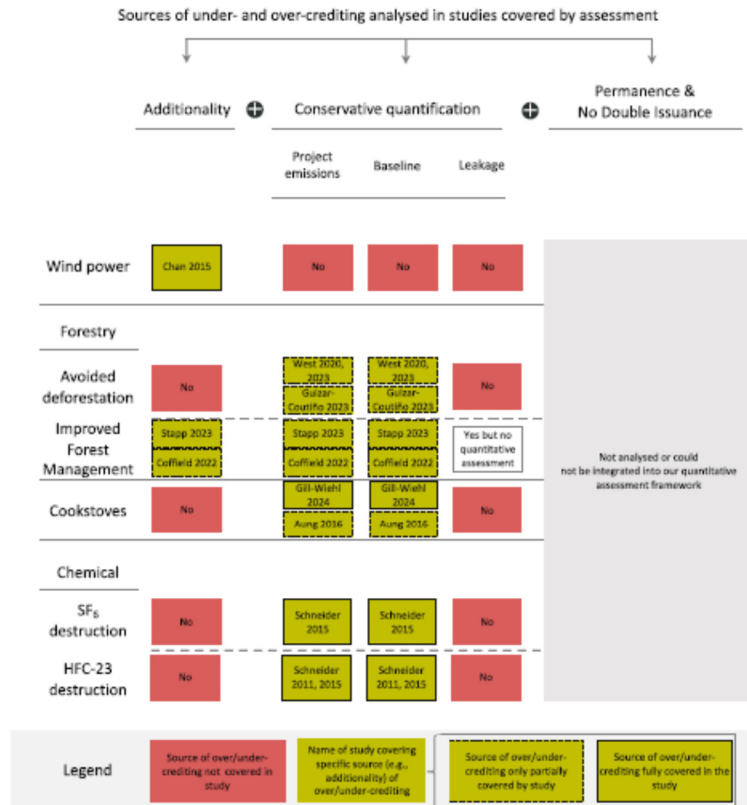 Sources of under- and over-crediting analysed in studies covered by assessment
Additionality
Conservative quantification
Permanence &
No Double Issuance
Project
emissions
Baseline
Leakage
Wind power
Chan 2015
No
No
No
Forestry
Avoided
deforestation
No
West 2020,
2023
Guizar-
Coutiño 2023
West 2020,
2023
Guizar-
Coutiño 2023
No
Improved
Forest
Management
Stapp 2023
Coffield 2022
Stapp 2023
Coffield 2022
Stapp 2023
Coffield 2022
Yes but no
quantitative
assessment
Not analysed or could
not be integrated into our quantitative
assessment framework
Cookstoves
No
Gill-Wiehl
2024
Aung 2016
Gill-Wiehl
2024
Aung 2016
No
Chemical
SF₆
destruction
No
Schneider
2015
Schneider
2015
No
HFC-23
destruction
No
Schneider
2011, 2015
Schneider
2011, 2015
No
Legend
Source of over/under-
crediting not covered in
study
Name of study covering
specific source (e.g.,
additionality) of
over/under-crediting
Source of over/under-
crediting only partially
covered by study
Source of over/under-
crediting fully covered in the
study